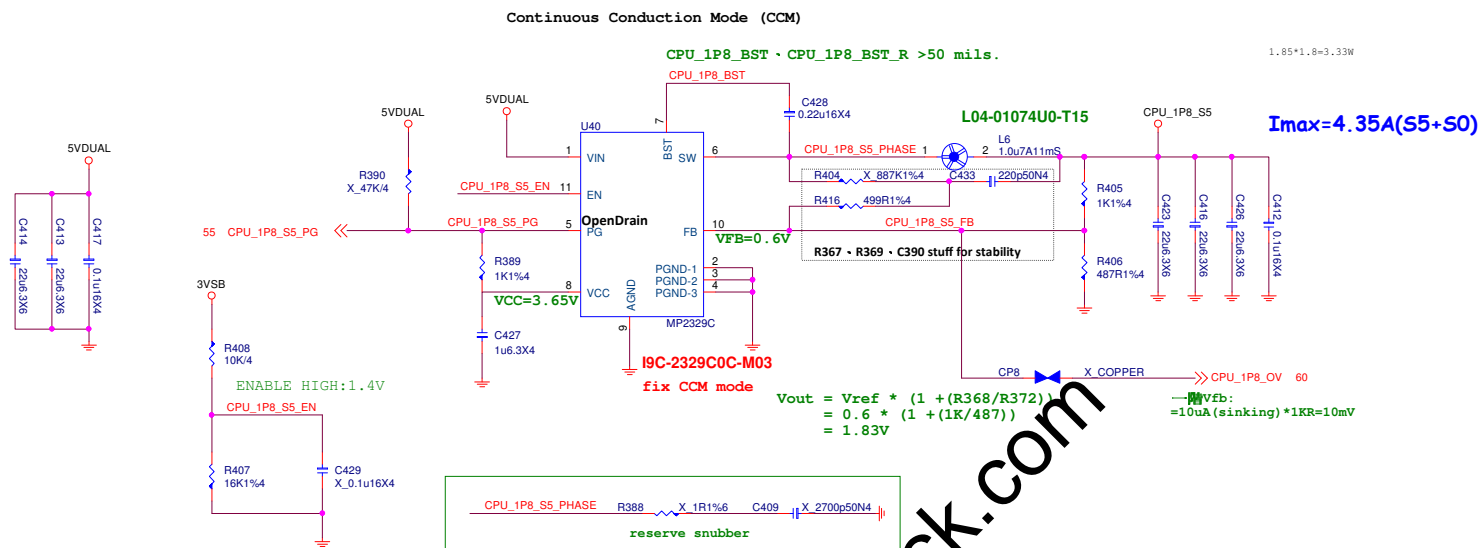 Continuous Conduction Mode (CCM)
CPU_1P8_BST、CPU_1P8_BST_R >50 mils.
1.85*1.8=3.33W
CPU_1P8_BST
5VDUAL
5VDUAL
5VDUAL
C428
0.22u16X4
L04-01074U0-T15
CPU_1P8_S5
Imax=4.35A(S5+S0)
U40
7
BST
1
VIN
SW
6
CPU_1P8_S5_PHASE
1
2
L6
1.0u7A11mS
R390
X_47K/4
CPU_1P8_S5_EN
11
EN
R404
X_887K1%4
C433
220p50N4
R405
1K1%4
R416
499R1%4
C414
22u6.3X6
C413
22u6.3X6
C417
0.1u16X4
C423
22u6.3X6
C416
22u6.3X6
C426
22u6.3X6
C412
0.1u16X4
OpenDrain
55
CPU_1P8_S5_PG
CPU_1P8_S5_PG
5
PG
FB
10
CPU_1P8_S5_FB
VFB=0.6V
R367、R369、C390 stuff for stability
R389
1K1%4
R406
487R1%4
PGND-1
2
PGND-2
3
PGND-3
4
8
VCC
VCC=3.65V
AGND
9
MP2329C
3VSB
C427
1u6.3X4
R408
10K/4
I9C-2329C0C-M03
fix CCM mode
CP8
X_COPPER
CPU_1P8_OV
60
ENABLE HIGH:1.4V
CPU_1P8_S5_EN
Vout = Vref * (1 +(R368/R372))
= 0.6 * (1 +(1K/487))
= 1.83V
Vfb:
=10uA(sinking)*1KR=10mV
R407
16K1%4
C429
X_0.1u16X4
CPU_1P8_S5_PHASE
R388
X_1R1%6
C409
X_2700p50N4
reserve snubber
ck.com